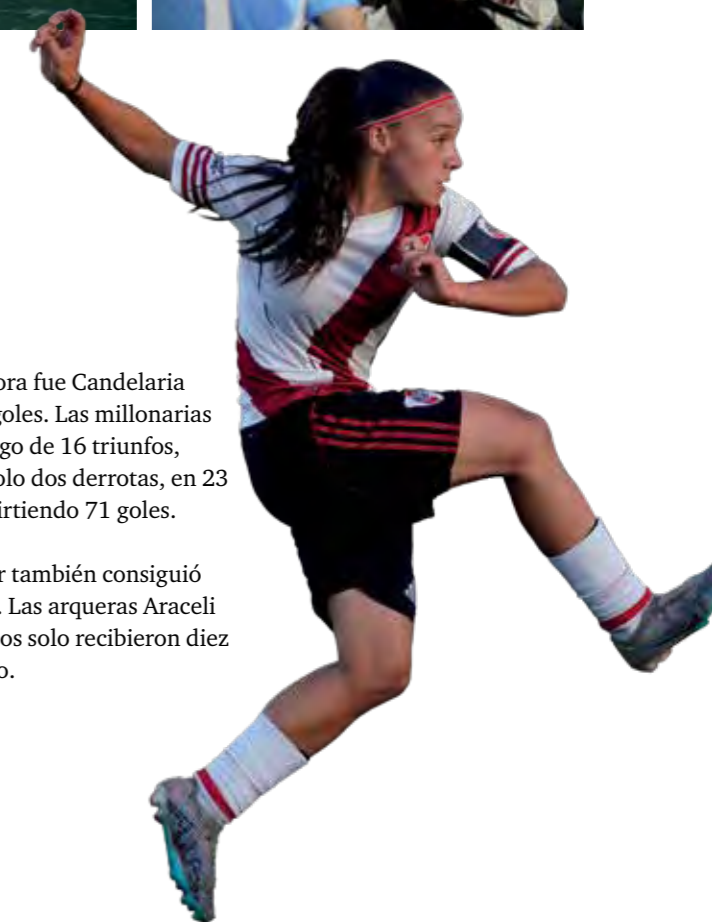 ora fue Candelaria
goles. Las millonarias
go de 16 triunfos,
olo dos derrotas, en 23
irtiendo 71 goles.
r también consiguió
. Las arqueras Araceli
os solo recibieron diez
o.